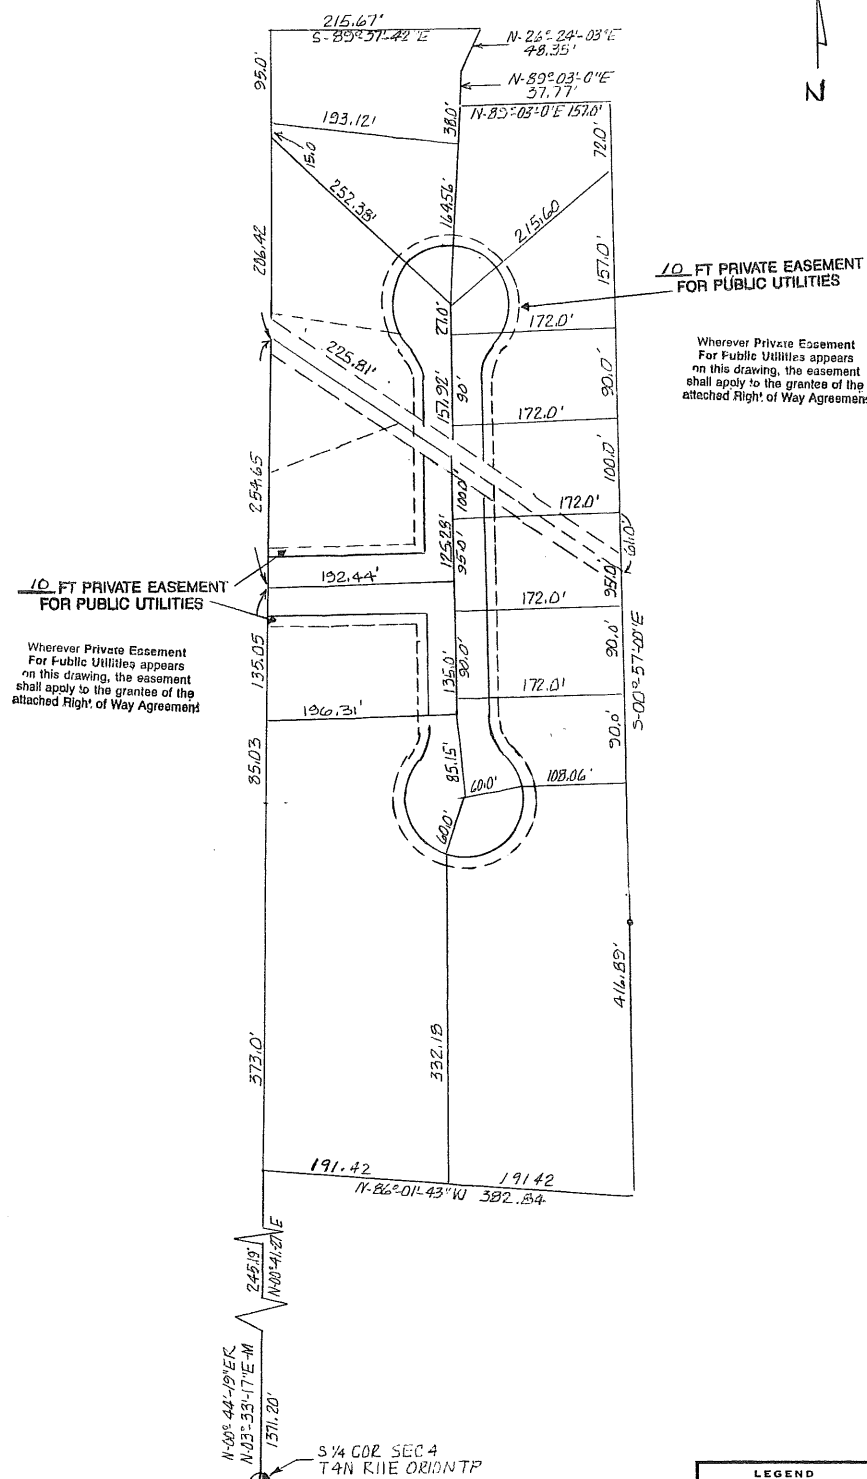 215.67'
S-89°-37'-42"E
N-26°-24'-03"E
48.35'
N-89°-03'-0"E
37.77'
N-89°-03'-0'E 157.0'
N
95.0'
193.12'
38.0'
72.0'
15.0
252.38'
164.56'
215.60
206.42
157.0'
10 FT PRIVATE EASEMENT
FOR PUBLIC UTILITIES
27.0'
172.0'
225.81'
Wherever Private Easement
For Public Utilities appears
on this drawing, the easement
shall apply to the grantee of the
attached Right of Way Agreement
157.92'
90'
90.0'
172.0'
254.65
100.0'
100.0'
172.0'
125.23'
95.0'
61.0'
95.0'
10 FT PRIVATE EASEMENT
FOR PUBLIC UTILITIES
192.44'
172.0'
Wherever Private Easement
For Public Utilities appears
on this drawing, the easement
shall apply to the grantee of the
attached Right of Way Agreement
135.05
135.0'
90.0'
90.0'
S-00°-57'-00"E
172.0'
196.31'
90.0'
85.03
85.15'
60.0'
108.06'
60.0'
416.89'
373.0'
332.18
191.42
191.42
N-86°-01'-43"W 382.84
245.19'
N-00°-41'-27"E
N-00°-44'-19"E-R
N-03°-33'-17"E-M
1371.20'
S 1/4 COR SEC 4
T4N R11E ORION TP
LEGEND